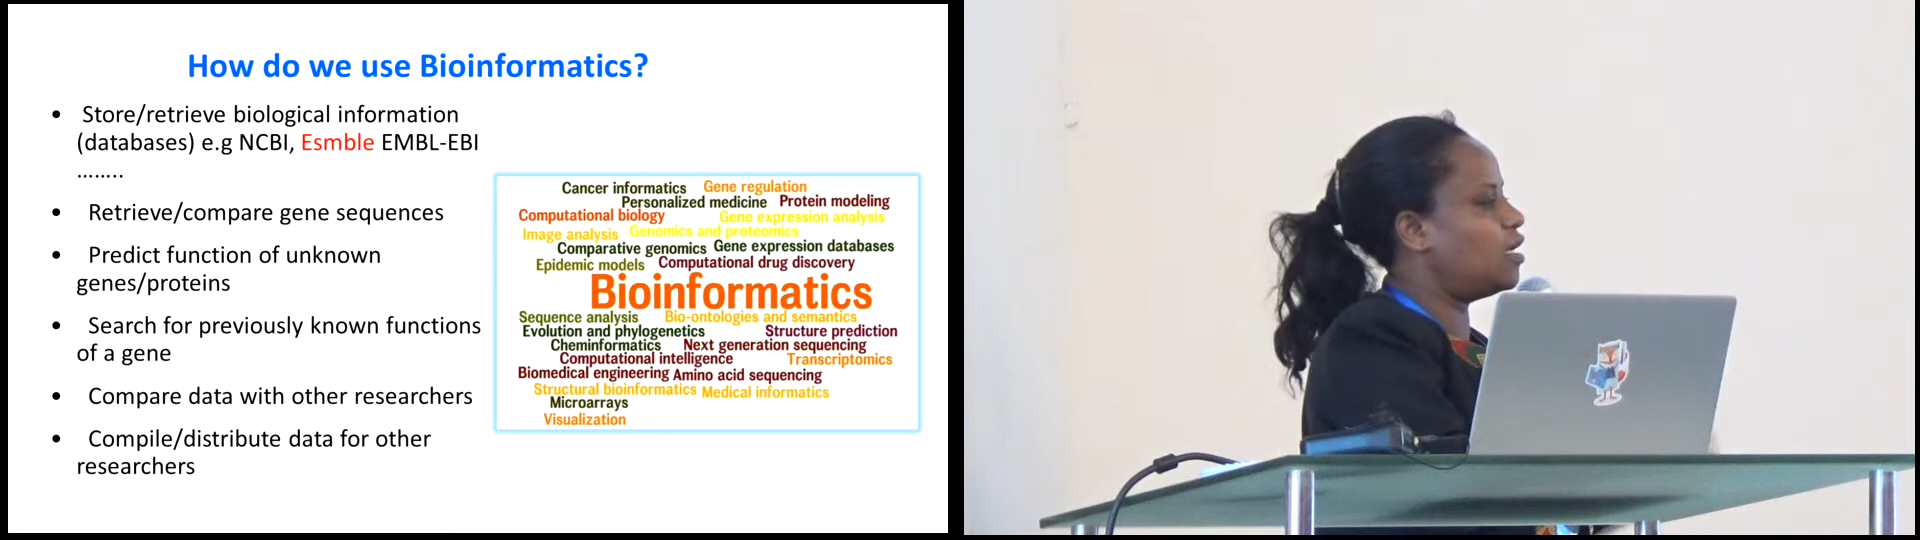 How do we use Bioinformatics?
• Store/retrieve biological information
(databases) e.g NCBI, Esmble EMBL-EBI
........
• Retrieve/compare gene sequences
• Predict function of unknown
genes/proteins
• Search for previously known functions
of a gene
• Compare data with other researchers
• Compile/distribute data for other
researchers
Cancer informatics Gene regulation
Personalized medicine Protein modeling
Computational biology Gene expression analysis
Image analysis Genomics and proteomics
Comparative genomics Gene expression databases
Epidemic models Computational drug discovery
Bioinformatics
Sequence analysis Bio-ontologies and semantics
Evolution and phylogenetics Structure prediction
Cheminformatics Next generation sequencing
Computational intelligence Transcriptomics
Biomedical engineering Amino acid sequencing
Structural bioinformatics Medical informatics
Microarrays
Visualization